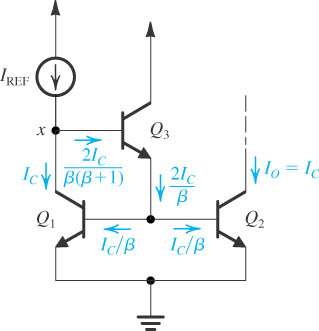 x
I_REF
x
Q_3
2I_C / β(β+1)
I_C
2I_C / β
I_O = I_C
Q_1
Q_2
I_C/β
I_C/β